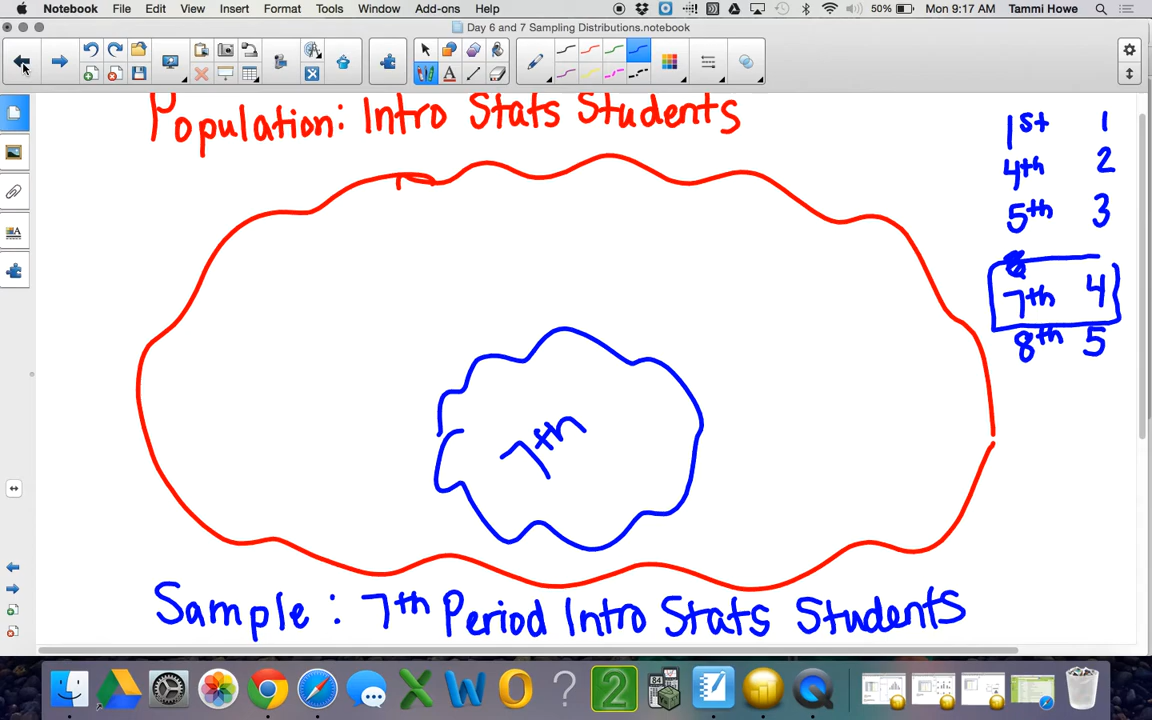 Notebook File Edit View Insert Format Tools Window Add-ons Help 50% Mon 9:17 AM Tammi Howe
Day 6 and 7 Sampling Distributions.notebook
Population: Intro Stats Students
1st 1
4th 2
5th 3
7th 4
8th 5
7th
Sample: 7th Period Intro Stats Students